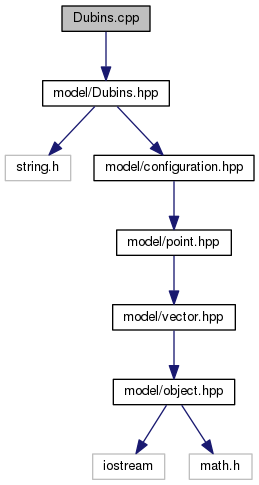 Dubins.cpp
model/Dubins.hpp
string.h
model/configuration.hpp
model/point.hpp
model/vector.hpp
model/object.hpp
iostream
math.h